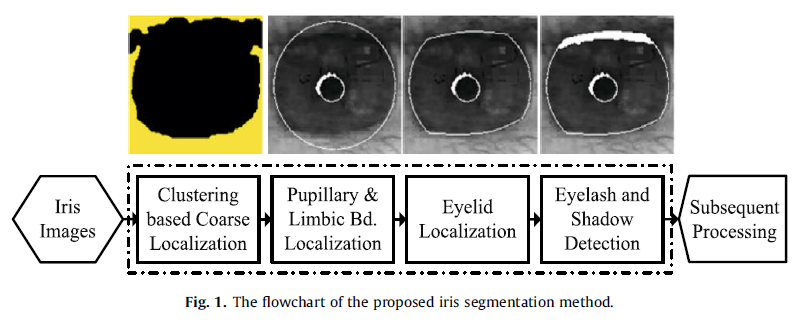 Iris
Images
Clustering
based Coarse
Localization
Pupillary &
Limbic Bd.
Localization
Eyelid
Localization
Eyelash and
Shadow
Detection
Subsequent
Processing
Fig. 1. The flowchart of the proposed iris segmentation method.